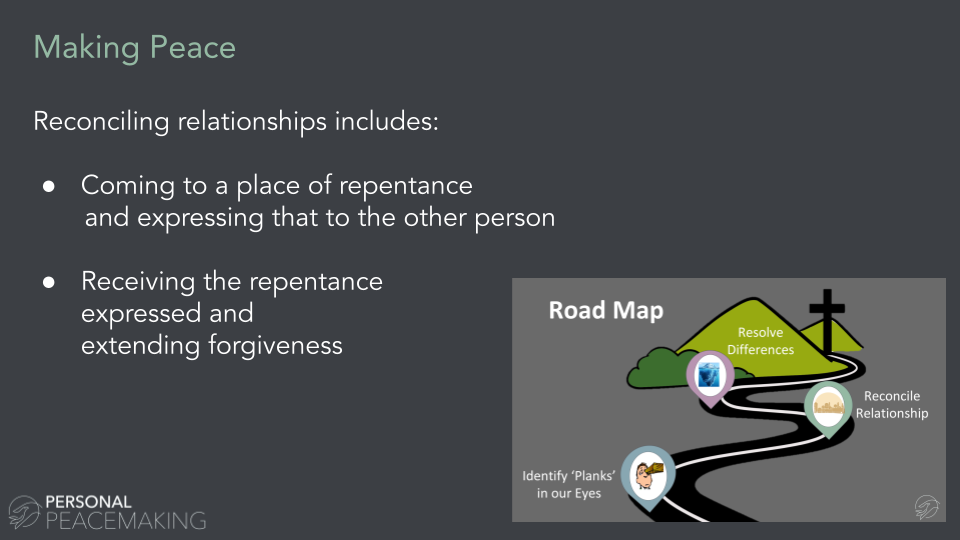 Making Peace
Reconciling relationships includes:
● Coming to a place of repentance
and expressing that to the other person
● Receiving the repentance
expressed and
extending forgiveness
Road Map
Resolve
Differences
Reconcile
Relationship
Identify ‘Planks’
in our Eyes
PERSONAL
PEACEMAKING